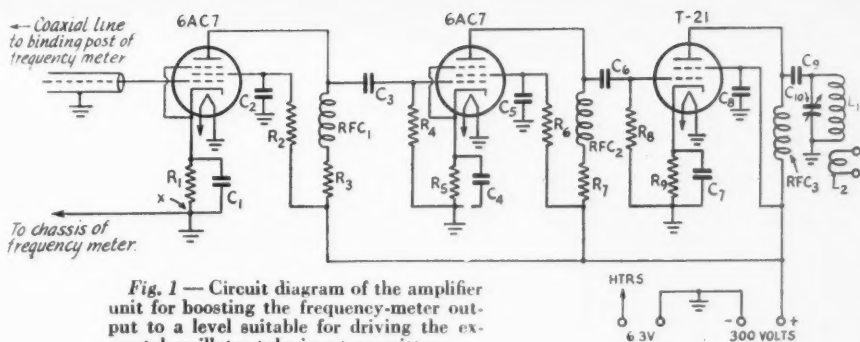 ← Coaxial line
to binding post of
frequency meter
6AC7
6AC7
T-21
C2
R2
RFC1
R3
C3
R4
R1
C1
X
R5
C4
C5
R6
C6
RFC2
R7
R8
R9
C7
C8
C9
C10
L1
L2
RFC3
To chassis of
frequency meter.
HTRS
6.3V
-
+
300 VOLTS
Fig. 1 — Circuit diagram of the amplifier
unit for boosting the frequency-meter out-
put to a level suitable for driving the ex-